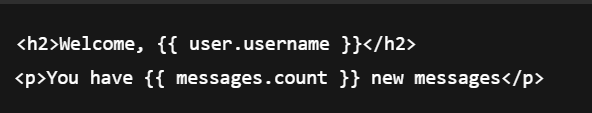 <h2>Welcome, {{ user.username }}</h2>
<p>You have {{ messages.count }} new messages</p>